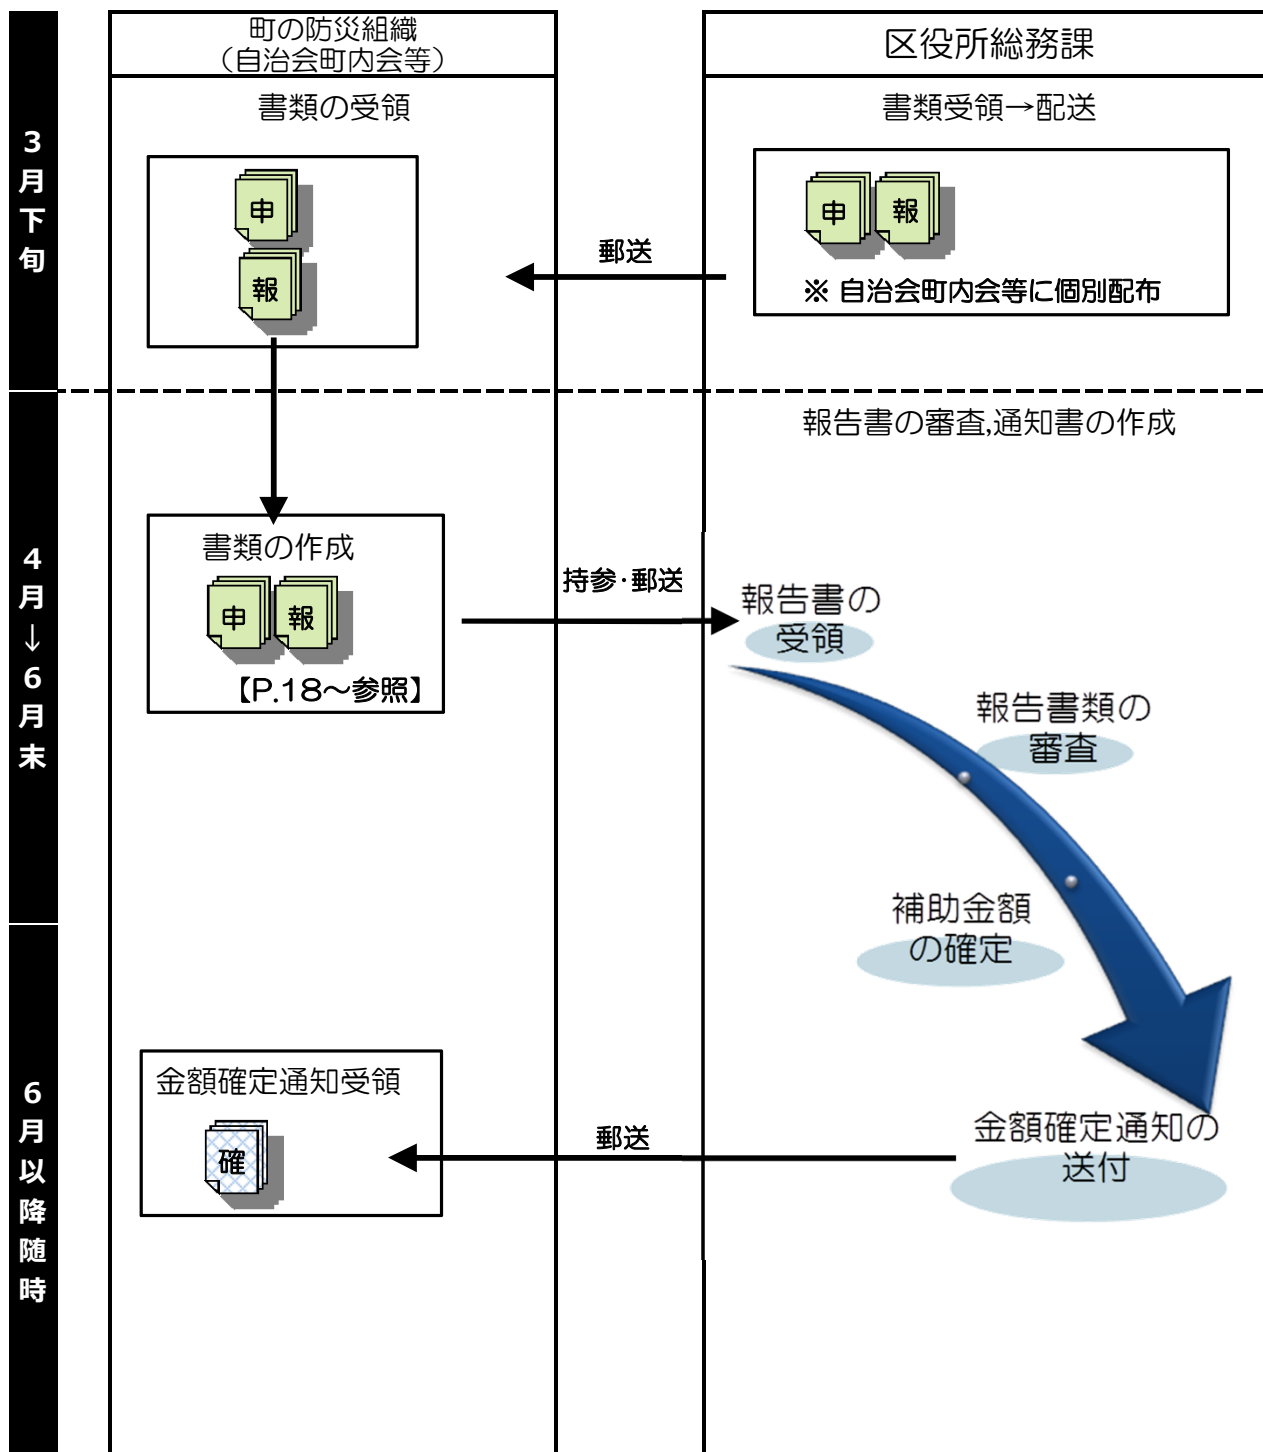 町の防災組織
（自治会町内会等）
区役所総務課
3月下旬
書類の受領
申
報
郵送
書類受領→配送
申
報
※ 自治会町内会等に個別配布
4月↓6月末
報告書の審査,通知書の作成
書類の作成
申
報
【P.18～参照】
持参・郵送
報告書の
受領
報告書類の
審査
補助金額
の確定
6月以降随時
金額確定通知受領
確
郵送
金額確定通知の
送付